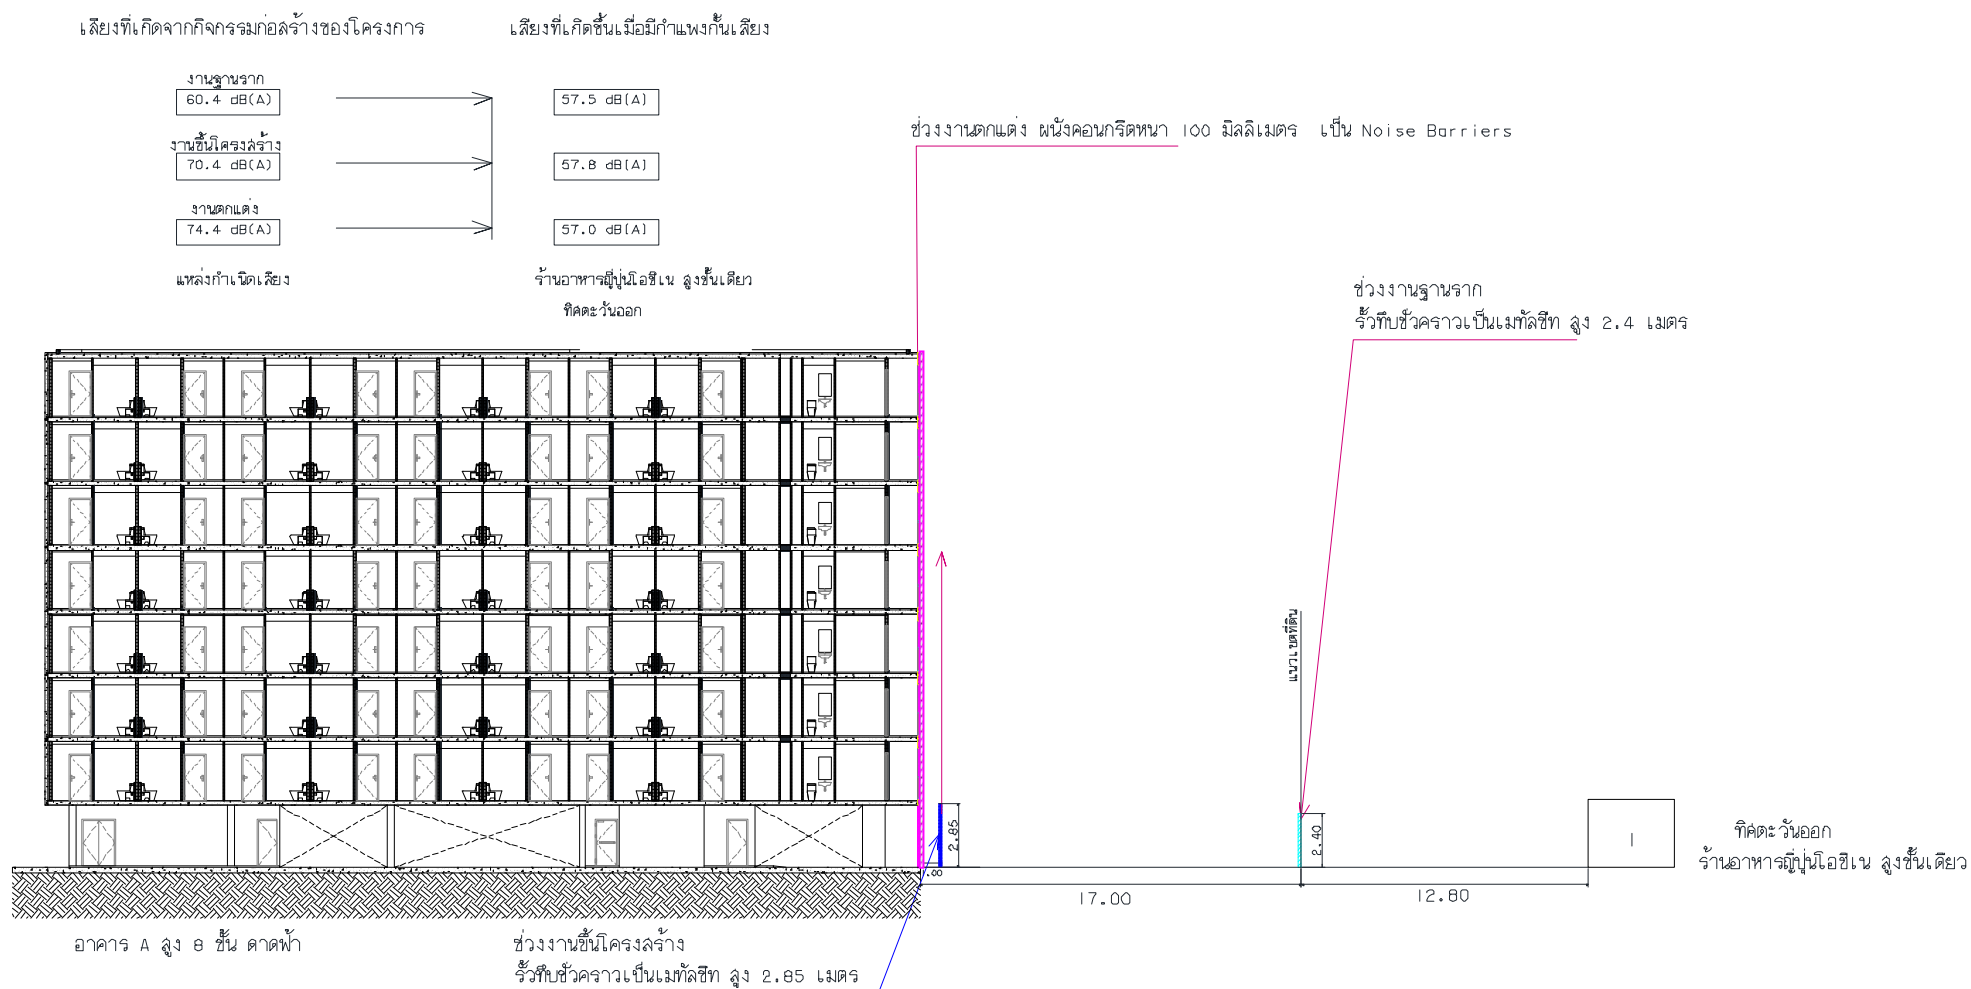 เสียงที่เกิดจากกิจกรรมก่อสร้างของโครงการ
เสียงที่เกิดขึ้นเมื่อมีกำแพงกั้นเสียง
งานฐานราก
60.4 dB(A)
57.5 dB(A)
งานขึ้นโครงสร้าง
70.4 dB(A)
57.8 dB(A)
งานตกแต่ง
74.4 dB(A)
57.0 dB(A)
แหล่งกำเนิดเสียง
ร้านอาหารญี่ปุ่นโอชิเน สูงชั้นเดียว
ทิศตะวันออก
ช่วงงานตกแต่ง ผนังคอนกรีตหนา 100 มิลลิเมตร เป็น Noise Barriers
ช่วงงานฐานราก
รั้วทึบชั่วคราวเป็นเมทัลชีท สูง 2.4 เมตร
แนวเขตที่ดิน
2.85
2.40
.00
17.00
12.80
ทิศตะวันออก
ร้านอาหารญี่ปุ่นโอชิเน สูงชั้นเดียว
อาคาร A สูง 8 ชั้น ดาดฟ้า
ช่วงงานขึ้นโครงสร้าง
รั้วทึบชั่วคราวเป็นเมทัลชีท สูง 2.85 เมตร